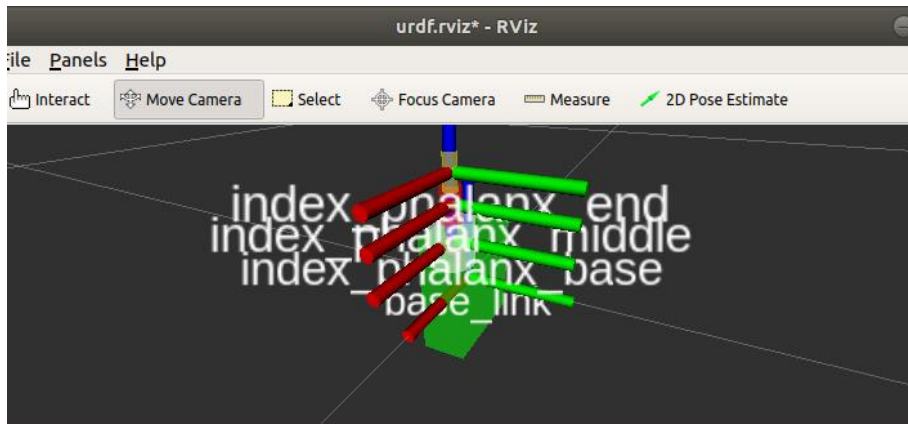 urdf.rviz* - RViz
File Panels Help
Interact Move Camera Select Focus Camera Measure 2D Pose Estimate
index_phalanx_end
index_phalanx_middle
index_phalanx_base
base_link